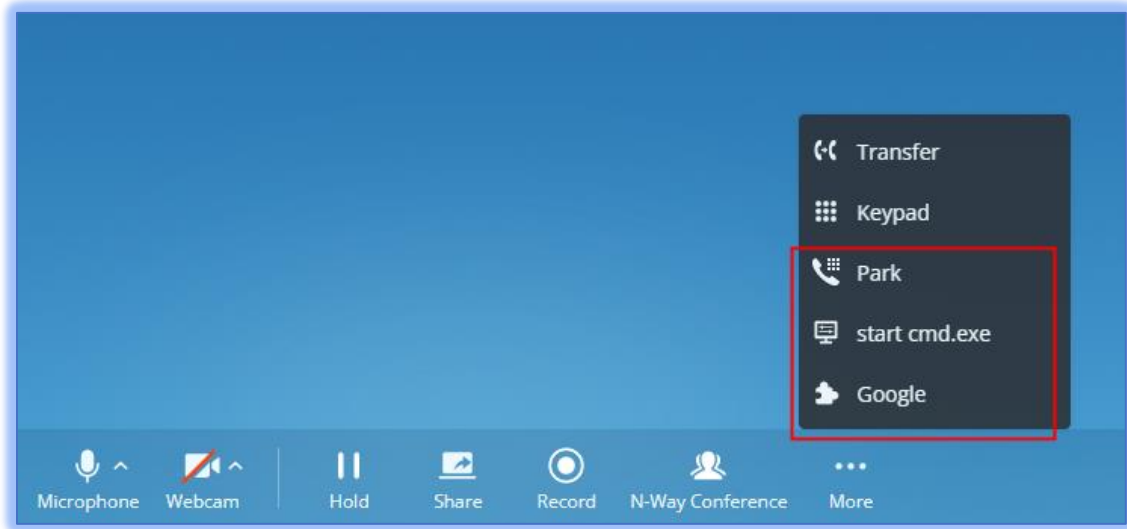 Transfer
Keypad
Park
start cmd.exe
Google
Microphone Webcam Hold Share Record N-Way Conference More